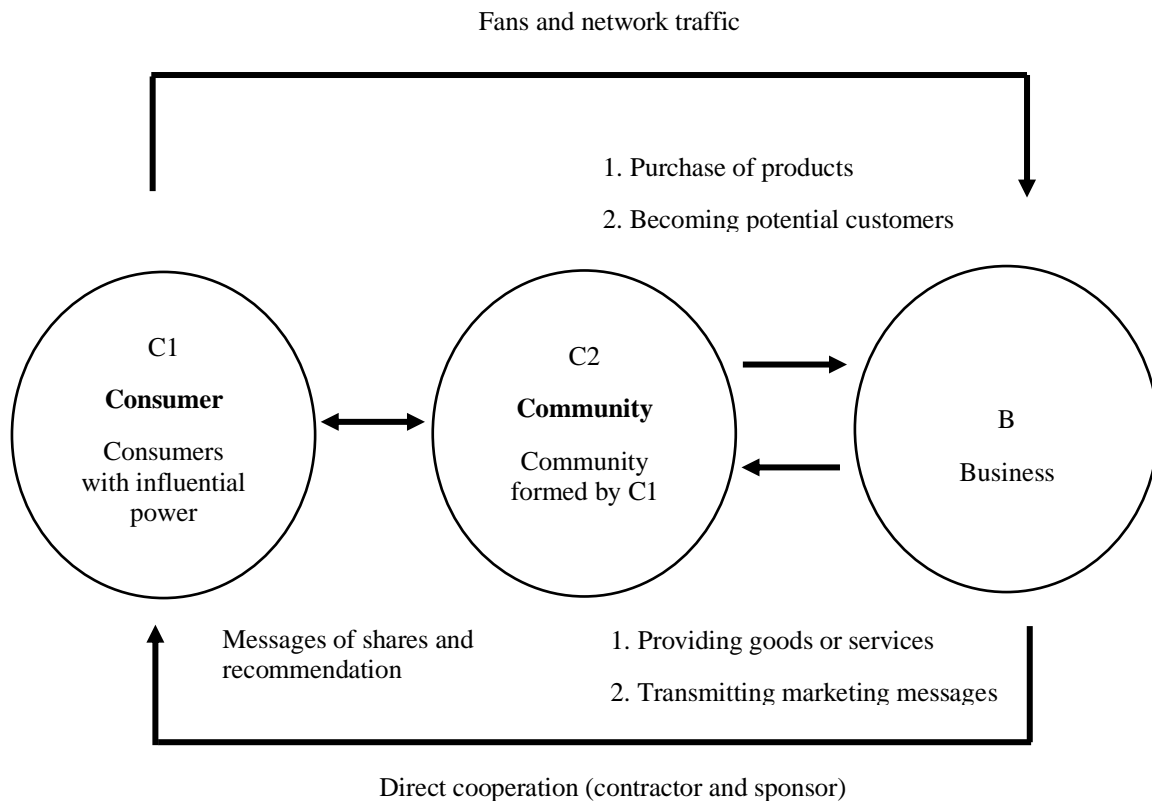 Fans and network traffic
1. Purchase of products
2. Becoming potential customers
C1
Consumer
Consumers
with influential
power
C2
Community
Community
formed by C1
B
Business
Messages of shares and
recommendation
1. Providing goods or services
2. Transmitting marketing messages
Direct cooperation (contractor and sponsor)